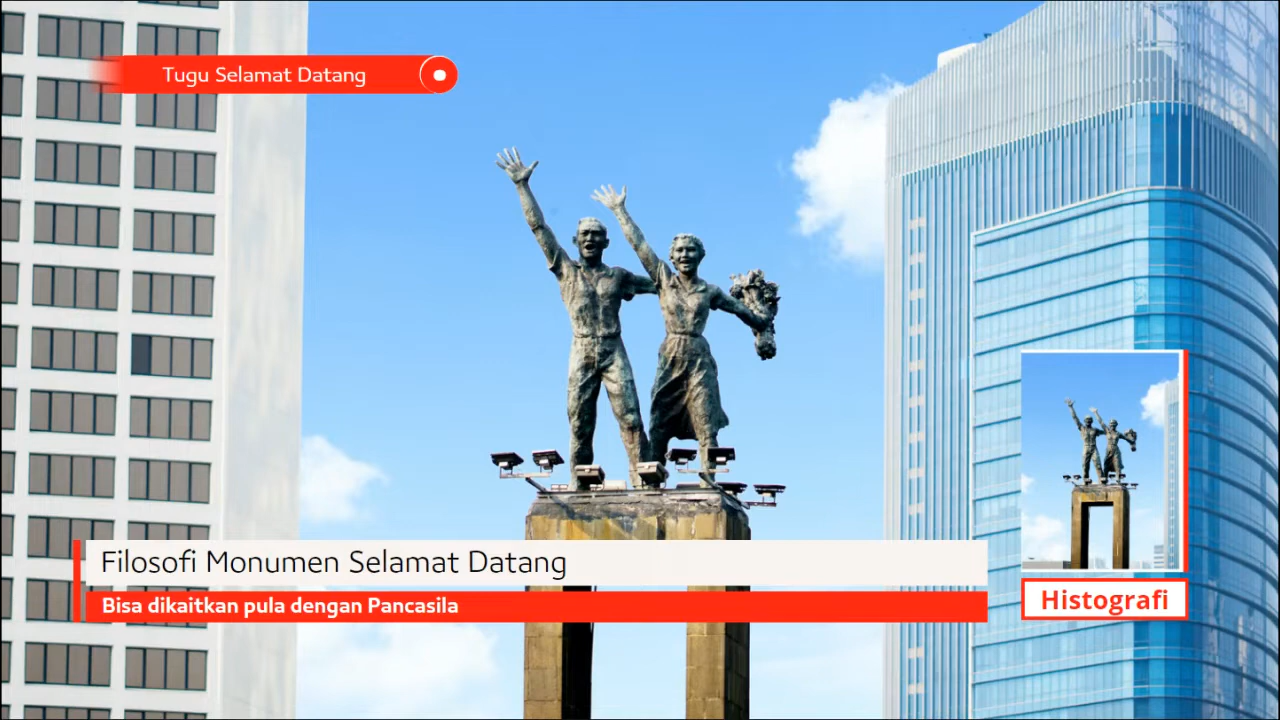 Tugu Selamat Datang
Filosofi Monumen Selamat Datang
Bisa dikaitkan pula dengan Pancasila
Histografi